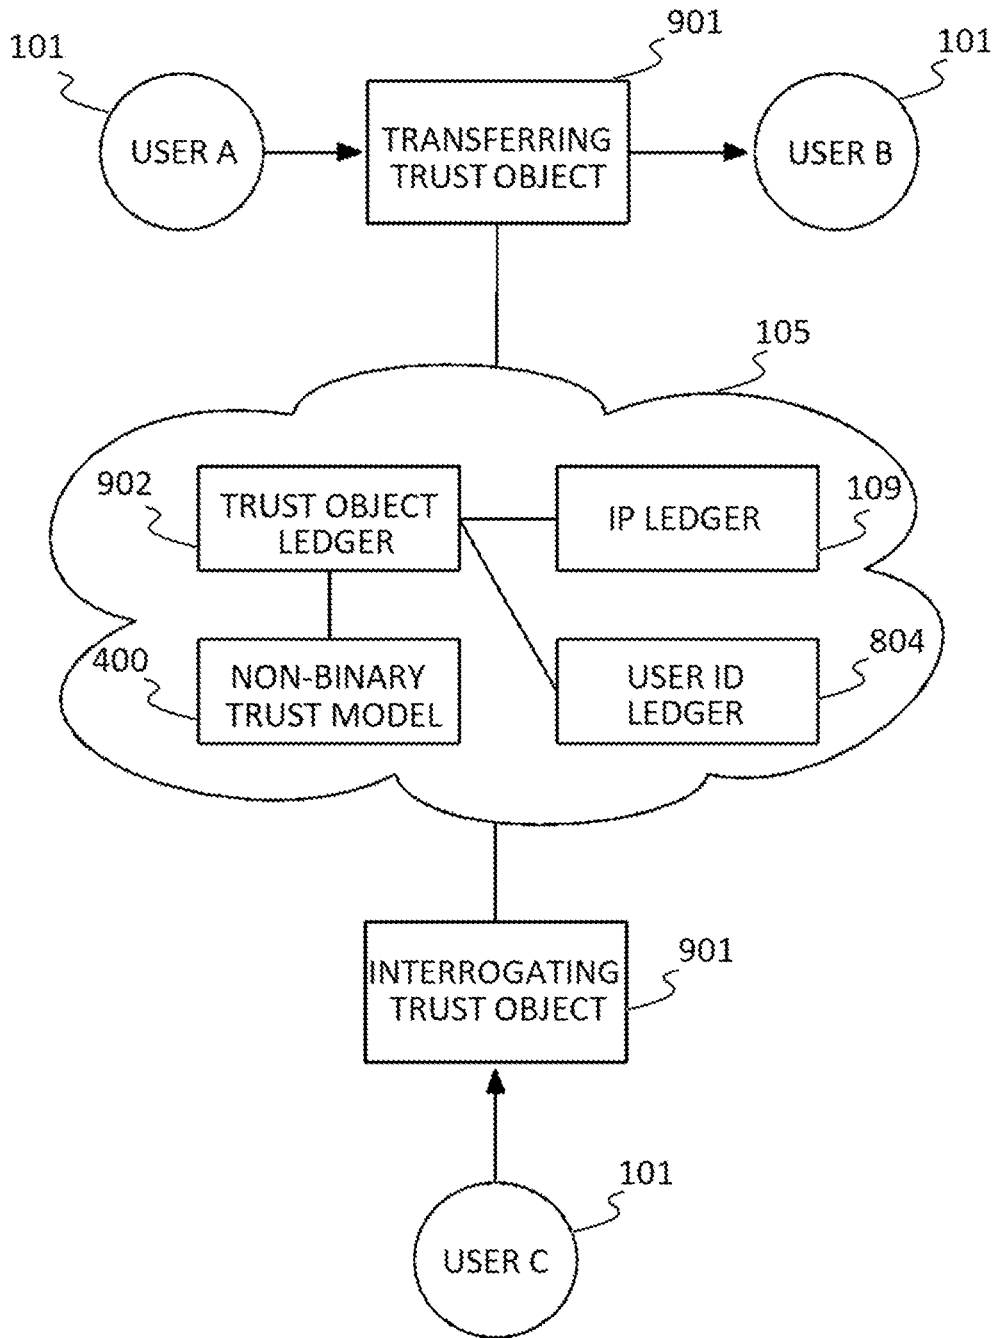 901
101
101
USER A
TRANSFERRING
TRUST OBJECT
USER B
105
902
TRUST OBJECT
LEDGER
IP LEDGER
109
400
NON-BINARY
TRUST MODEL
USER ID
LEDGER
804
INTERROGATING
TRUST OBJECT
901
101
USER C